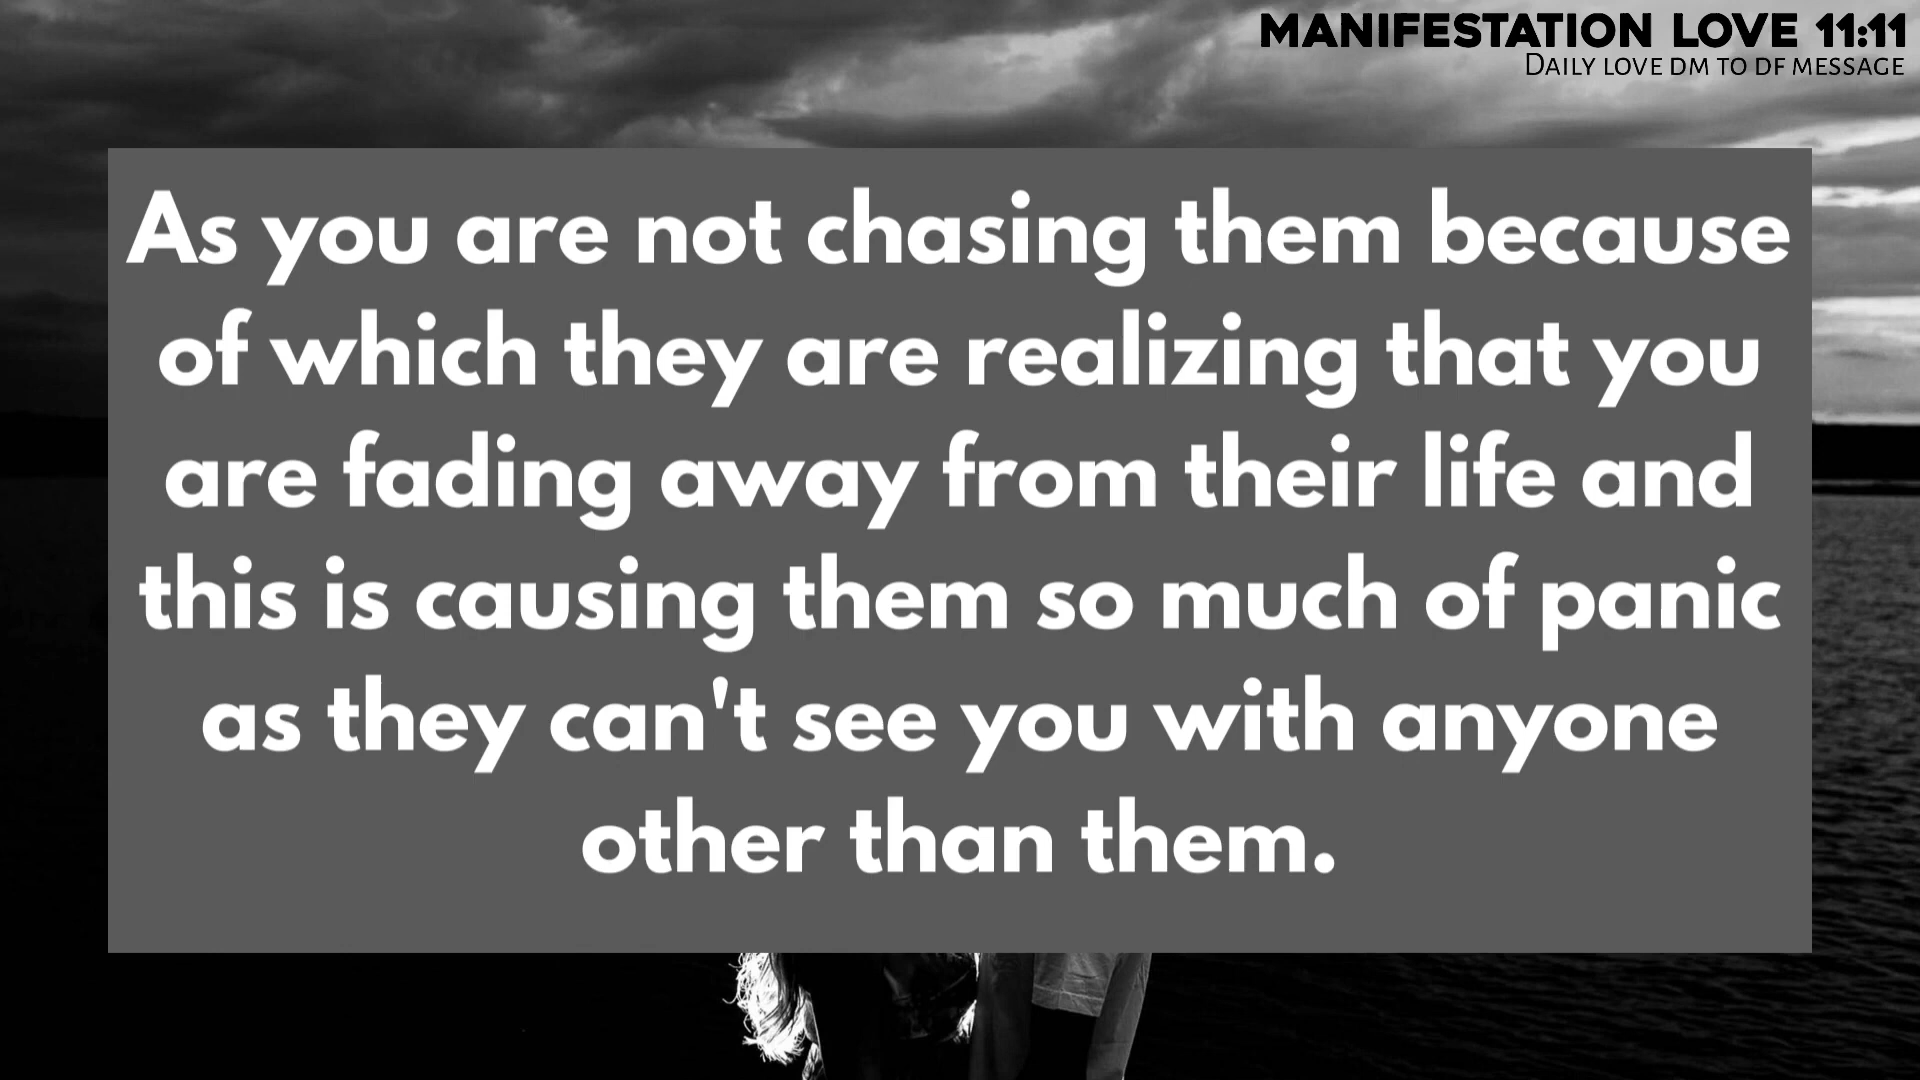 MANIFESTATION LOVE 11:11
DAILY LOVE DM TO DF MESSAGE
As you are not chasing them because
of which they are realizing that you
are fading away from their life and
this is causing them so much of panic
as they can't see you with anyone
other than them.